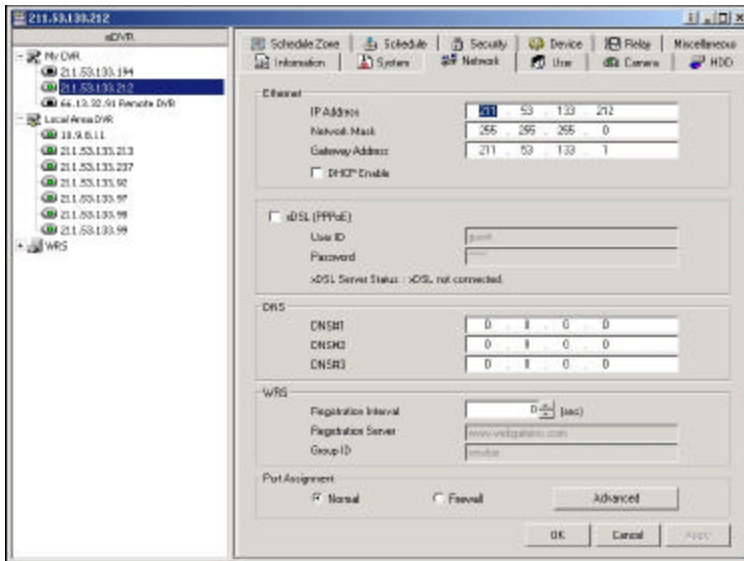 211.53.133.212
xDVR
My DVR
211.53.133.194
211.53.133.212
66.13.32.91 Remote DVR
Local Area DVR
10.9.8.11
211.53.133.213
211.53.133.237
211.53.133.92
211.53.133.97
211.53.133.98
211.53.133.99
WRS
Schedule Zone Schedule Security Device Relay Miscellaneous
Information System Network User Camera HDD
Ethernet
IP Address 211 . 53 . 133 . 212
Network Mask 255 . 255 . 255 . 0
Gateway Address 211 . 53 . 133 . 1
DHCP Enable
xDSL (PPPoE)
User ID guest
Password
xDSL Server Status : xDSL not connected.
DNS
DNS#1 0 . 0 . 0 . 0
DNS#2 0 . 0 . 0 . 0
DNS#3 0 . 0 . 0 . 0
WRS
Registration Interval 0 (sec)
Registration Server
Group ID
Port Assignment
Normal Firewall Advanced
OK Cancel Apply